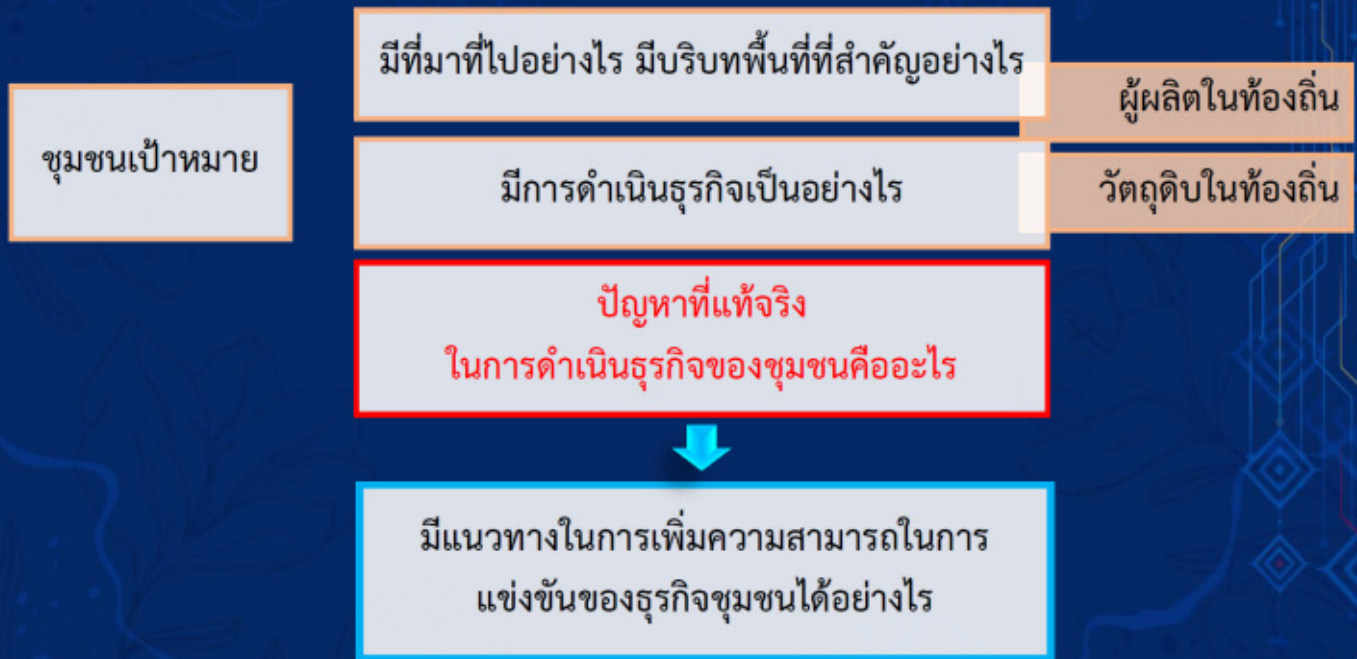 มีที่มาที่ไปอย่างไร มีบริบทพื้นที่ที่สำคัญอย่างไร
ผู้ผลิตในท้องถิ่น
ชุมชนเป้าหมาย
มีการดำเนินธุรกิจเป็นอย่างไร
วัตถุดิบในท้องถิ่น
ปัญหาที่แท้จริง
ในการดำเนินธุรกิจของชุมชนคืออะไร
มีแนวทางในการเพิ่มความสามารถในการ
แข่งขันของธุรกิจชุมชนได้อย่างไร